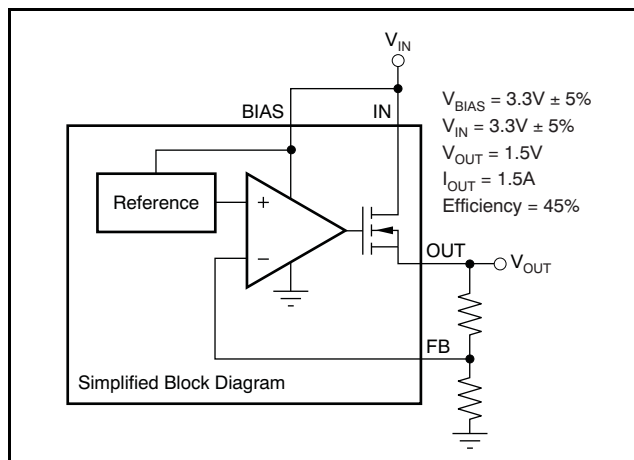 V_IN
BIAS
IN
V_BIAS = 3.3V ± 5%
V_IN = 3.3V ± 5%
V_OUT = 1.5V
I_OUT = 1.5A
Efficiency = 45%
Reference
+
−
OUT
V_OUT
FB
Simplified Block Diagram